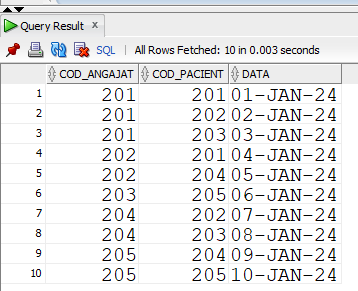 Query Result ×
SQL | All Rows Fetched: 10 in 0.003 seconds
COD_ANGAJAT COD_PACIENT DATA
1 201 201 01-JAN-24
2 201 202 02-JAN-24
3 201 203 03-JAN-24
4 202 201 04-JAN-24
5 202 204 05-JAN-24
6 203 205 06-JAN-24
7 204 202 07-JAN-24
8 204 203 08-JAN-24
9 205 204 09-JAN-24
10 205 205 10-JAN-24